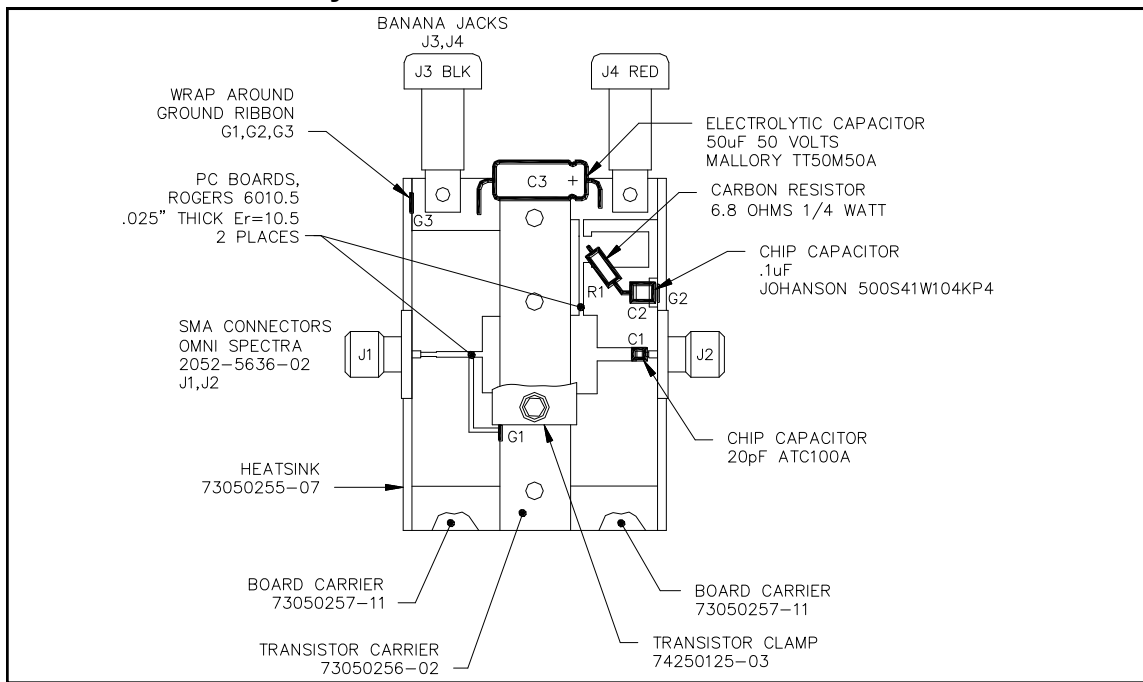 BANANA JACKS
J3,J4
J3 BLK
J4 RED
WRAP AROUND
GROUND RIBBON
G1,G2,G3
ELECTROLYTIC CAPACITOR
50uF 50 VOLTS
MALLORY TT50M50A
C3 +
PC BOARDS,
ROGERS 6010.5
.025" THICK Er=10.5
2 PLACES
CARBON RESISTOR
6.8 OHMS 1/4 WATT
G3
CHIP CAPACITOR
.1uF
JOHANSON 500S41W104KP4
R1
G2
C2
SMA CONNECTORS
OMNI SPECTRA
2052-5636-02
J1,J2
C1
J1
J2
G1
CHIP CAPACITOR
20pF ATC100A
HEATSINK
73050255-07
BOARD CARRIER
73050257-11
BOARD CARRIER
73050257-11
TRANSISTOR CARRIER
73050256-02
TRANSISTOR CLAMP
74250125-03